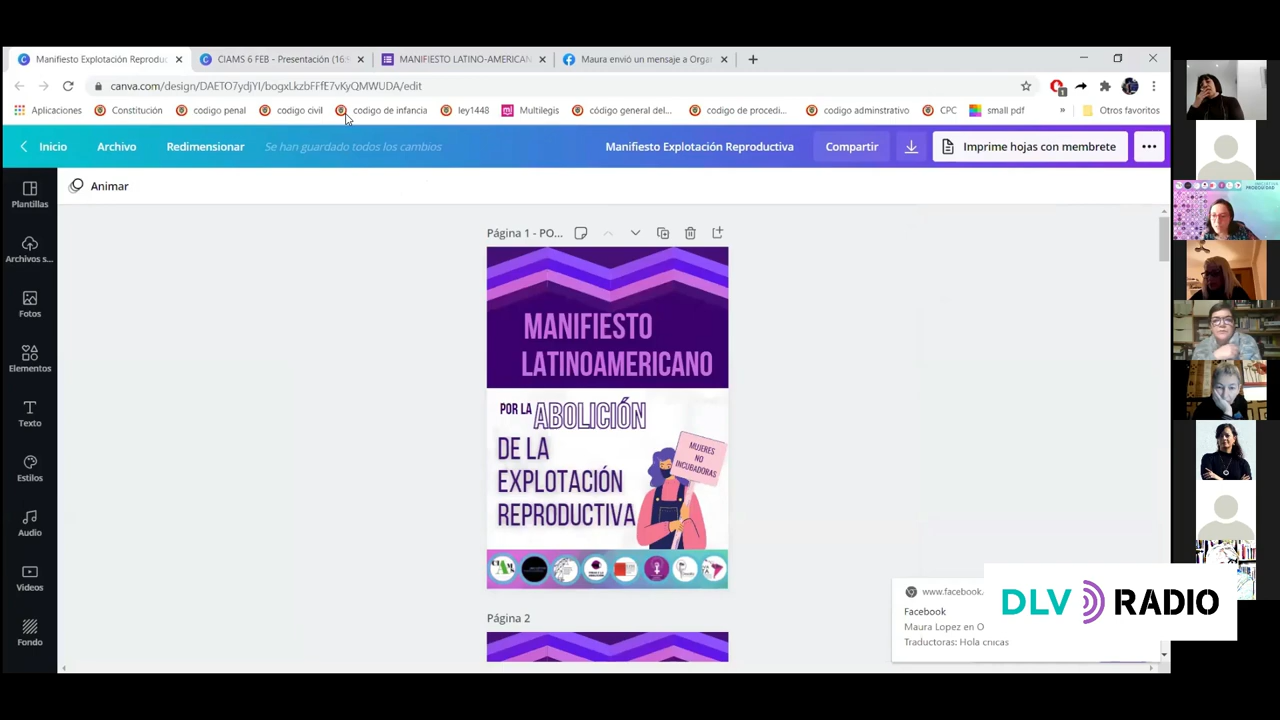 Manifiesto Explotación Reproduc
CIAMS 6 FEB - Presentación (16:
MANIFIESTO LATINO-AMERICAN
Maura envió un mensaje a Orga
canva.com/design/DAETO7ydjYI/bogxLkzbFFfE7vKyOMWUDA/edit
Aplicaciones
Constitución
codigo penal
codigo civil
codigo de infancia
ley1448
Multilegis
código general del...
codigo de procedi...
codigo adminstrativo
CPC
small pdf
»
Otros favoritos
Inicio
Archivo
Redimensionar
Se han guardado todos los cambios
Manifiesto Explotación Reproductiva
Compartir
Imprime hojas con membrete
Plantillas
Animar
Archivos s...
Fotos
Elementos
Texto
Estilos
Audio
Videos
Fondo
Página 1 - PO...
MANIFIESTO
LATINOAMERICANO
POR LA ABOLICIÓN
DE LA
EXPLOTACIÓN
REPRODUCTIVA
MUJERES
NO
INCUBADORAS
Página 2
www.facebook.
Facebook
Maura Lopez en O
Traductoras: Hola chicas
DLV RADIO